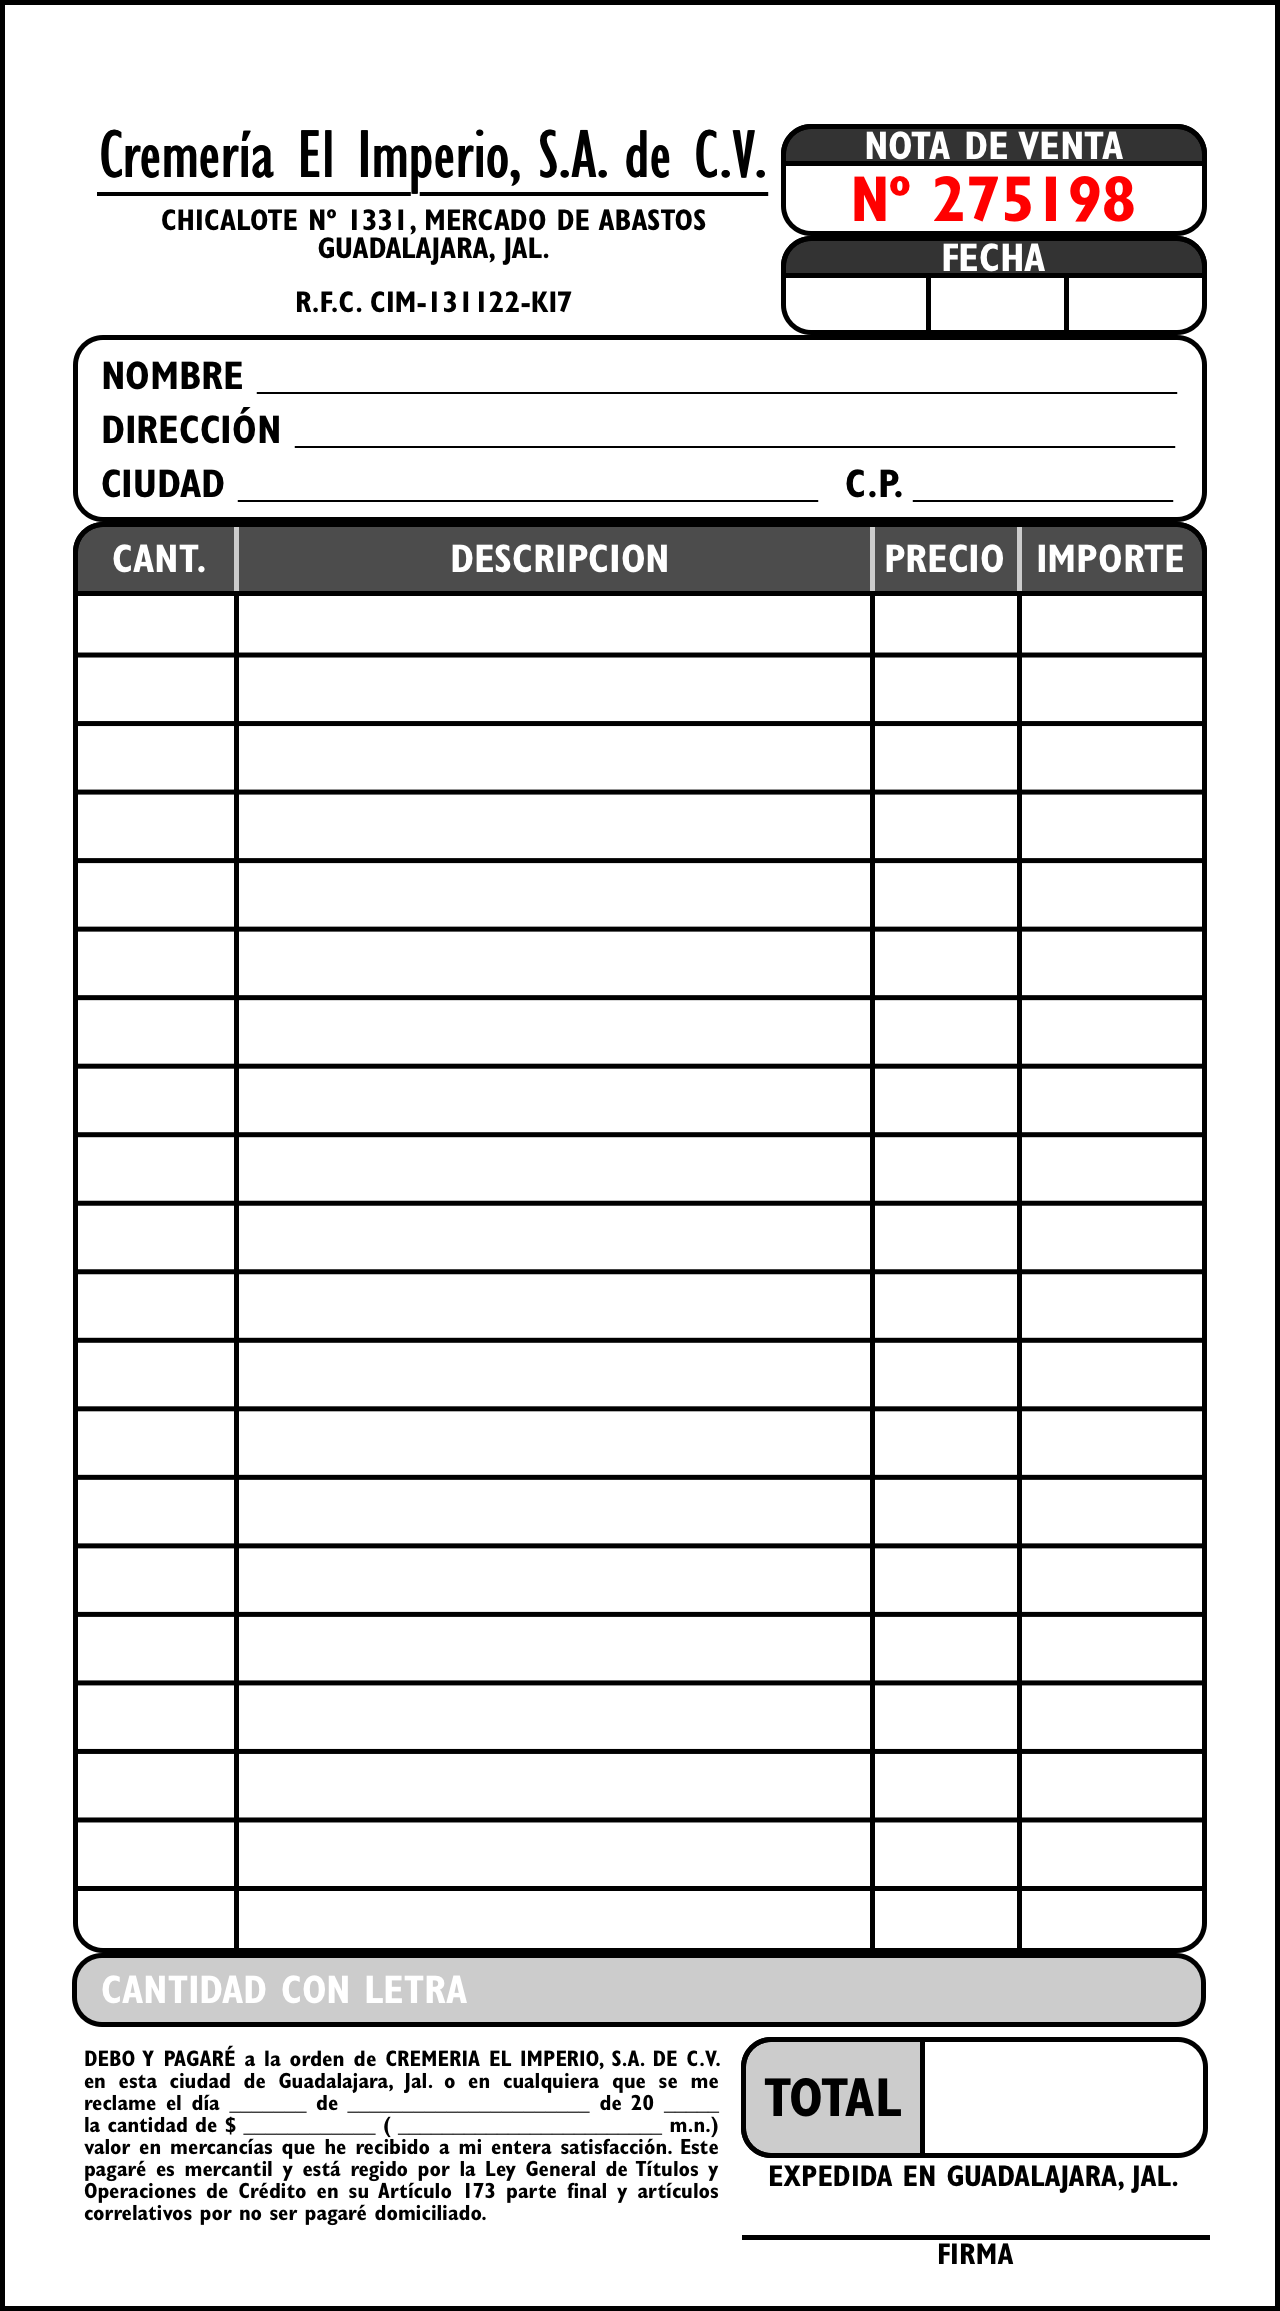 Cremería El Imperio, S.A. de C.V.
CHICALOTE Nº 1331, MERCADO DE ABASTOS
GUADALAJARA, JAL.
R.F.C. CIM-131122-KI7
NOTA DE VENTA
Nº 275198
FECHA
NOMBRE
DIRECCIÓN
CIUDAD C.P.
CANT. DESCRIPCION PRECIO IMPORTE
CANTIDAD CON LETRA
DEBO Y PAGARÉ a la orden de CREMERIA EL IMPERIO, S.A. DE C.V.
en esta ciudad de Guadalajara, Jal. o en cualquiera que se me
reclame el día _______ de ______________________ de 20 _____
la cantidad de $ ____________ ( ________________________ m.n.)
valor en mercancías que he recibido a mi entera satisfacción. Este
pagaré es mercantil y está regido por la Ley General de Títulos y
Operaciones de Crédito en su Artículo 173 parte final y artículos
correlativos por no ser pagaré domiciliado.
TOTAL
EXPEDIDA EN GUADALAJARA, JAL.
FIRMA